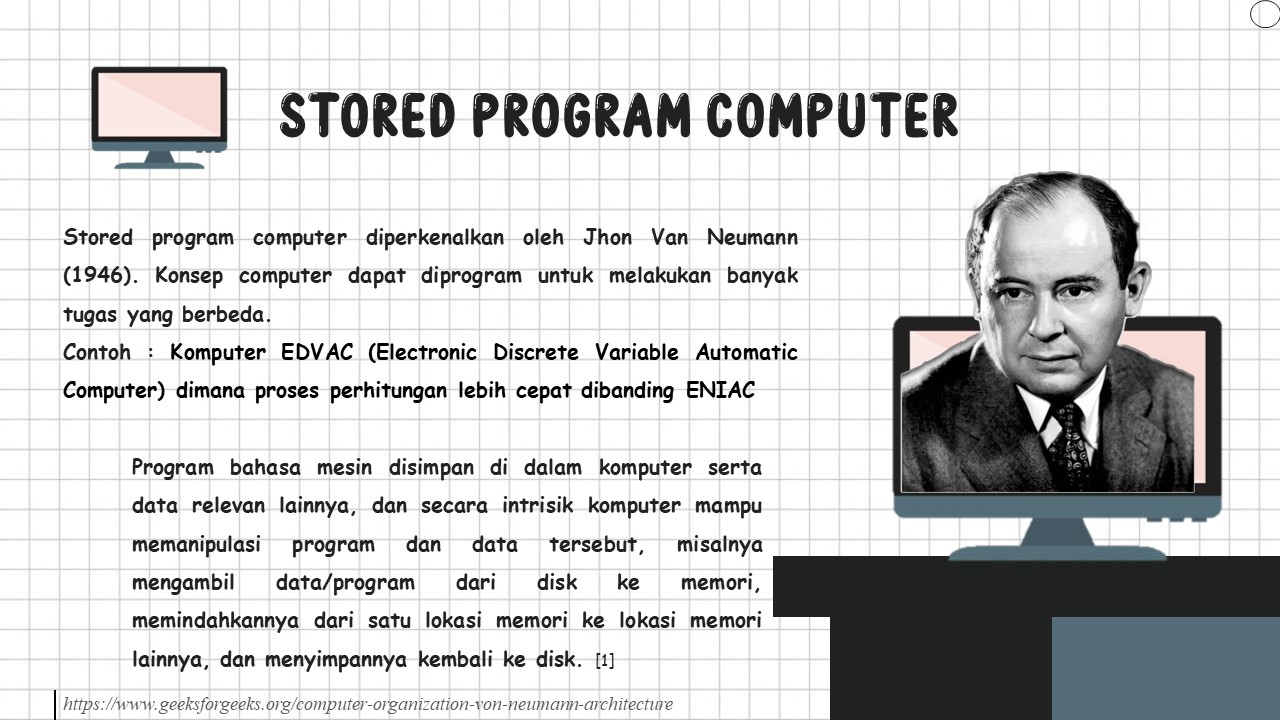 STORED PROGRAM COMPUTER
Stored program computer diperkenalkan oleh Jhon Van Neumann
(1946). Konsep computer dapat diprogram untuk melakukan banyak
tugas yang berbeda.
Contoh : Komputer EDVAC (Electronic Discrete Variable Automatic
Computer) dimana proses perhitungan lebih cepat dibanding ENIAC
Program bahasa mesin disimpan di dalam komputer serta
data relevan lainnya, dan secara intrisik komputer mampu
memanipulasi program dan data tersebut, misalnya
mengambil data/program dari disk ke memori,
memindahkannya dari satu lokasi memori ke lokasi memori
lainnya, dan menyimpannya kembali ke disk. [1]
https://www.geeksforgeeks.org/computer-organization-von-neumann-architecture